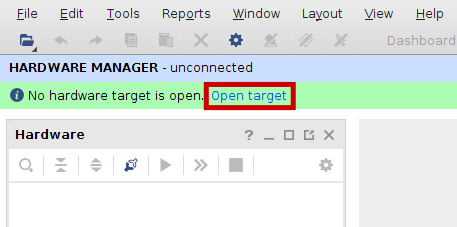 File Edit Tools Reports Window Layout View Help
Dashboard
HARDWARE MANAGER - unconnected
No hardware target is open. Open target
Hardware